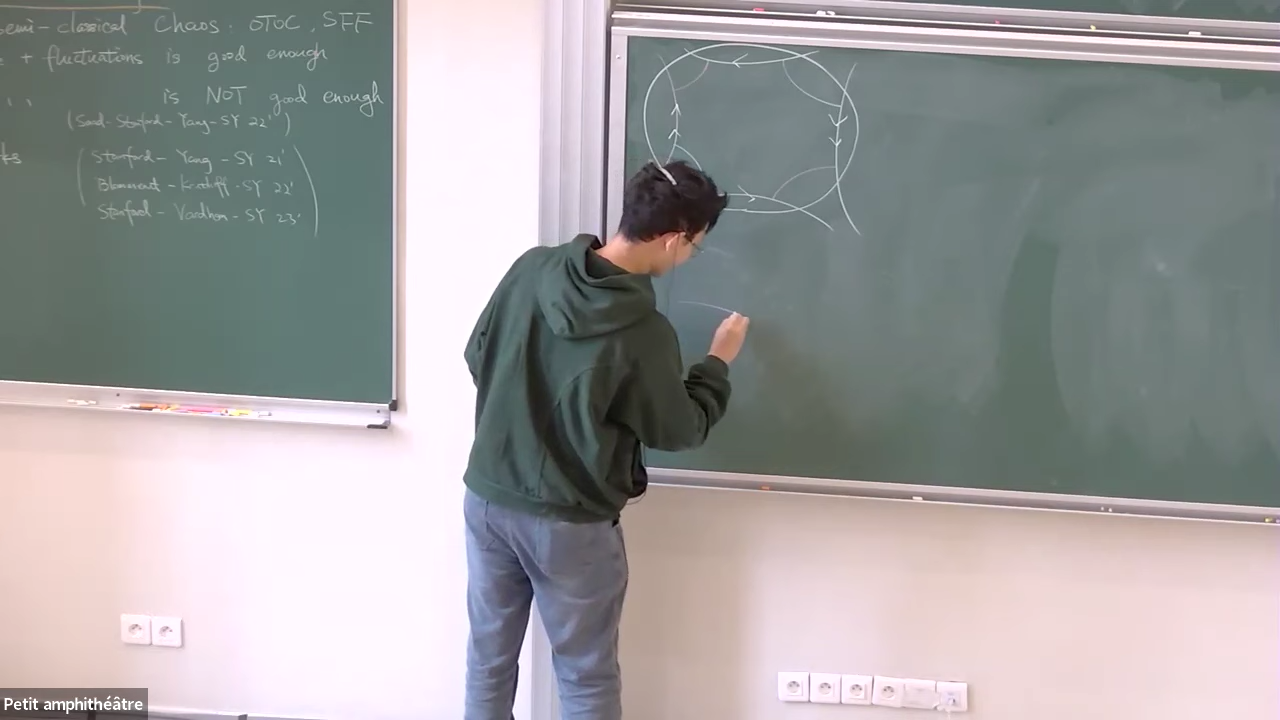 emi-classical Chaos: OTOC, SFF
+ fluctuations is good enough
is NOT good enough
(Saad-Stanford-Yang-SY 22')
ks
Stanford-Yang-SY 21'
Blommaert-Kruthoff-SY 22'
Stanford-Vardhan-SY 23'
Petit amphithéâtre